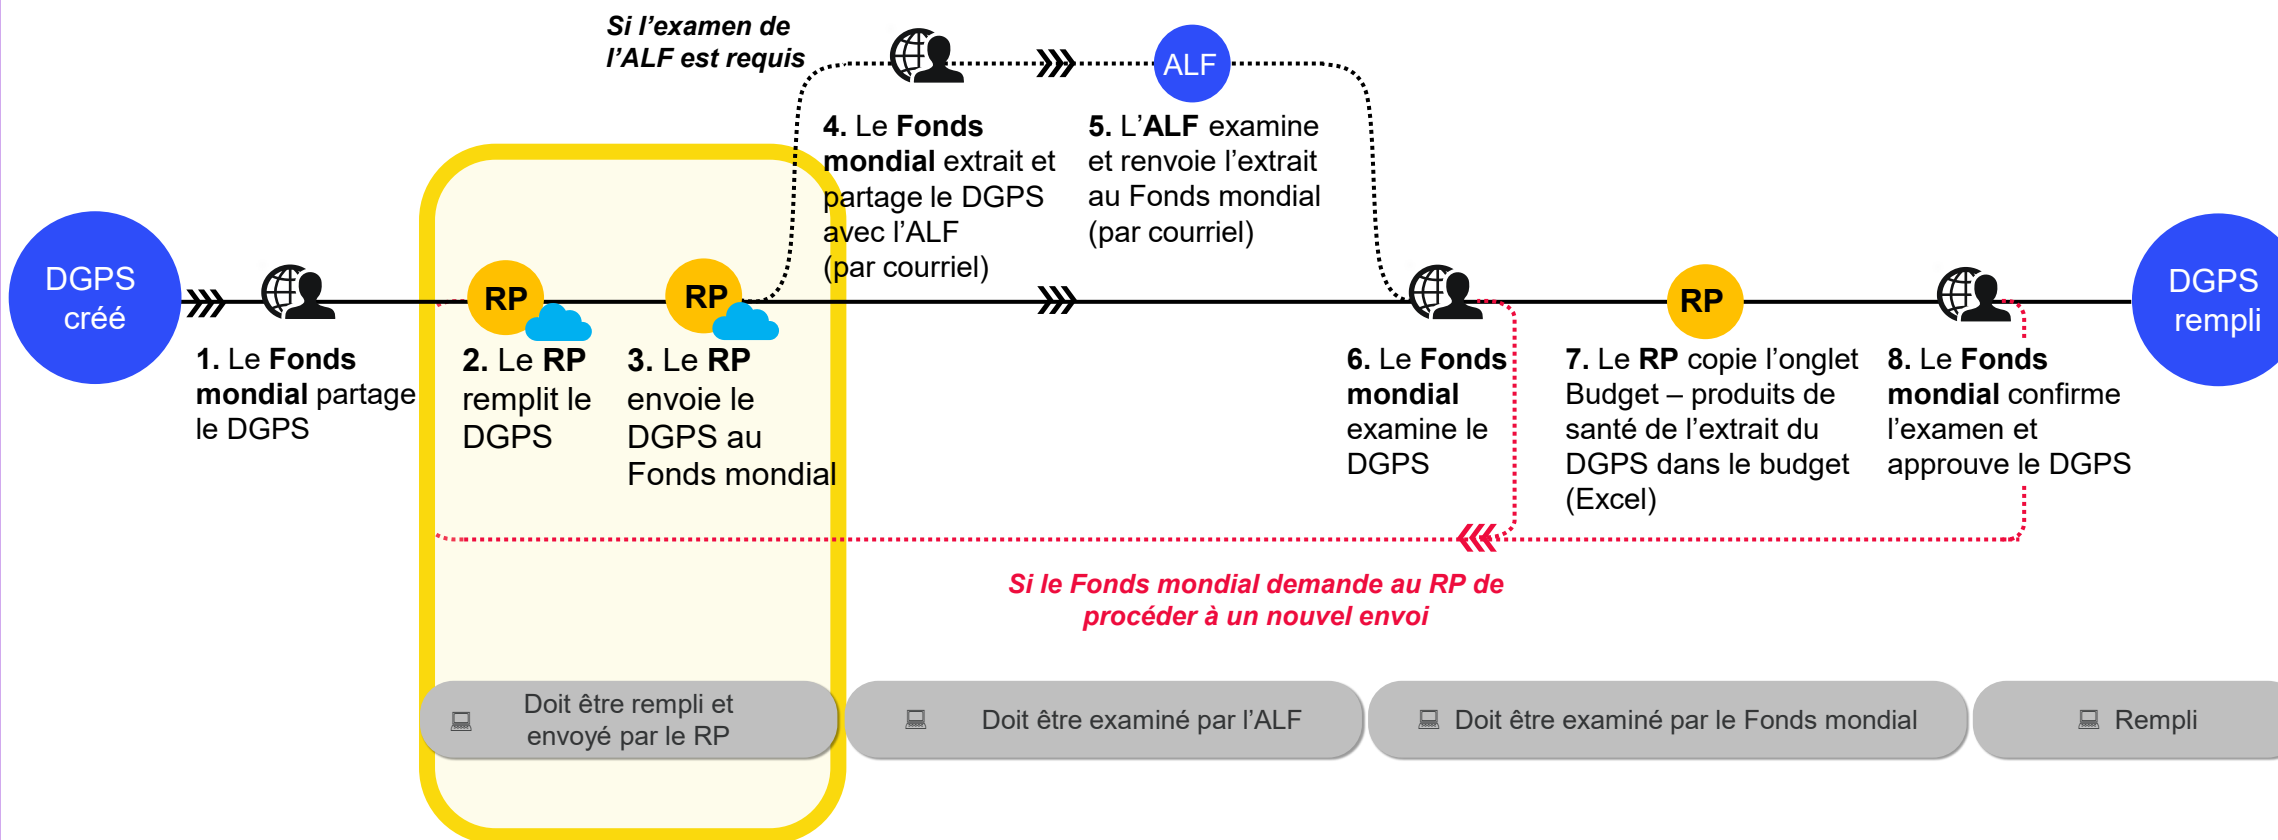 Si l’examen de
l’ALF est requis
ALF
4. Le Fonds
mondial extrait et
partage le DGPS
avec l’ALF
(par courriel)
5. L’ALF examine
et renvoie l’extrait
au Fonds mondial
(par courriel)
DGPS
créé
RP
RP
RP
DGPS
rempli
1. Le Fonds
mondial partage
le DGPS
2. Le RP
remplit le
DGPS
3. Le RP
envoie le
DGPS au
Fonds mondial
6. Le Fonds
mondial
examine le
DGPS
7. Le RP copie l’onglet
Budget – produits de
santé de l’extrait du
DGPS dans le budget
(Excel)
8. Le Fonds
mondial confirme
l’examen et
approuve le DGPS
Si le Fonds mondial demande au RP de
procéder à un nouvel envoi
Doit être rempli et
envoyé par le RP
Doit être examiné par l’ALF
Doit être examiné par le Fonds mondial
Rempli